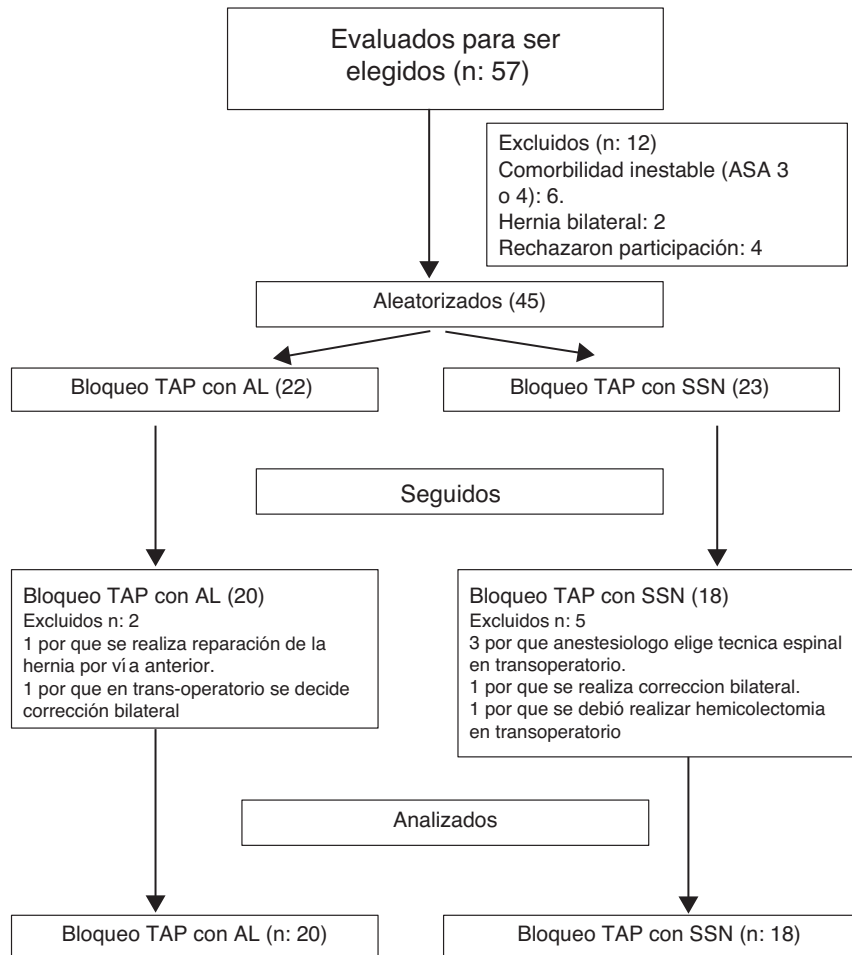 Evaluados para ser
elegidos (n: 57)
Excluidos (n: 12)
Comorbilidad inestable (ASA 3
o 4): 6.
Hernia bilateral: 2
Rechazaron participación: 4
Aleatorizados (45)
Bloqueo TAP con AL (22)
Bloqueo TAP con SSN (23)
Seguidos
Bloqueo TAP con AL (20)
Excluidos n: 2
1 por que se realiza reparación de la
hernia por vía anterior.
1 por que en trans-operatorio se decide
corrección bilateral
Bloqueo TAP con SSN (18)
Excluidos n: 5
3 por que anestesiologo elige tecnica espinal
en transoperatorio.
1 por que se realiza correccion bilateral.
1 por que se debió realizar hemicolectomia
en transoperatorio
Analizados
Bloqueo TAP con AL (n: 20)
Bloqueo TAP con SSN (n: 18)